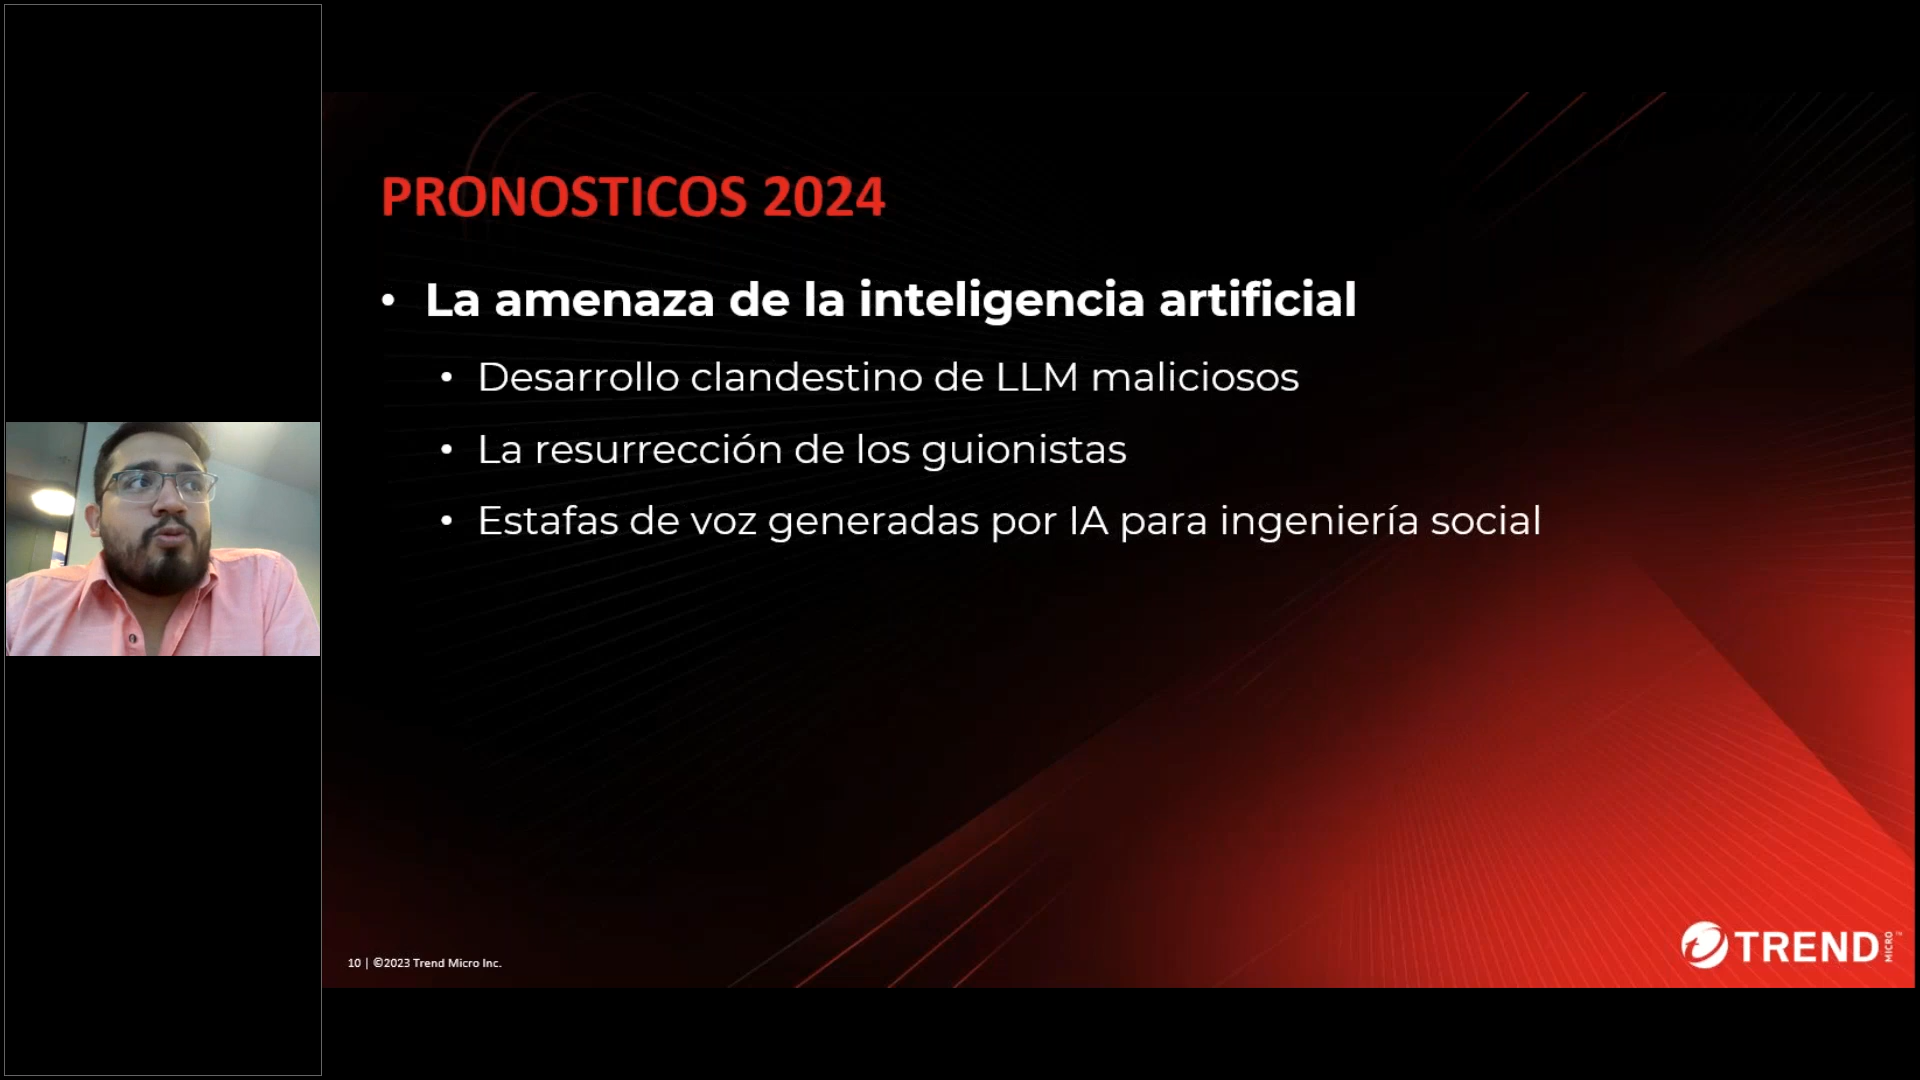 PRONOSTICOS 2024
• La amenaza de la inteligencia artificial
• Desarrollo clandestino de LLM maliciosos
• La resurrección de los guionistas
• Estafas de voz generadas por IA para ingeniería social
10 | ©2023 Trend Micro Inc.
TREND MICRO™